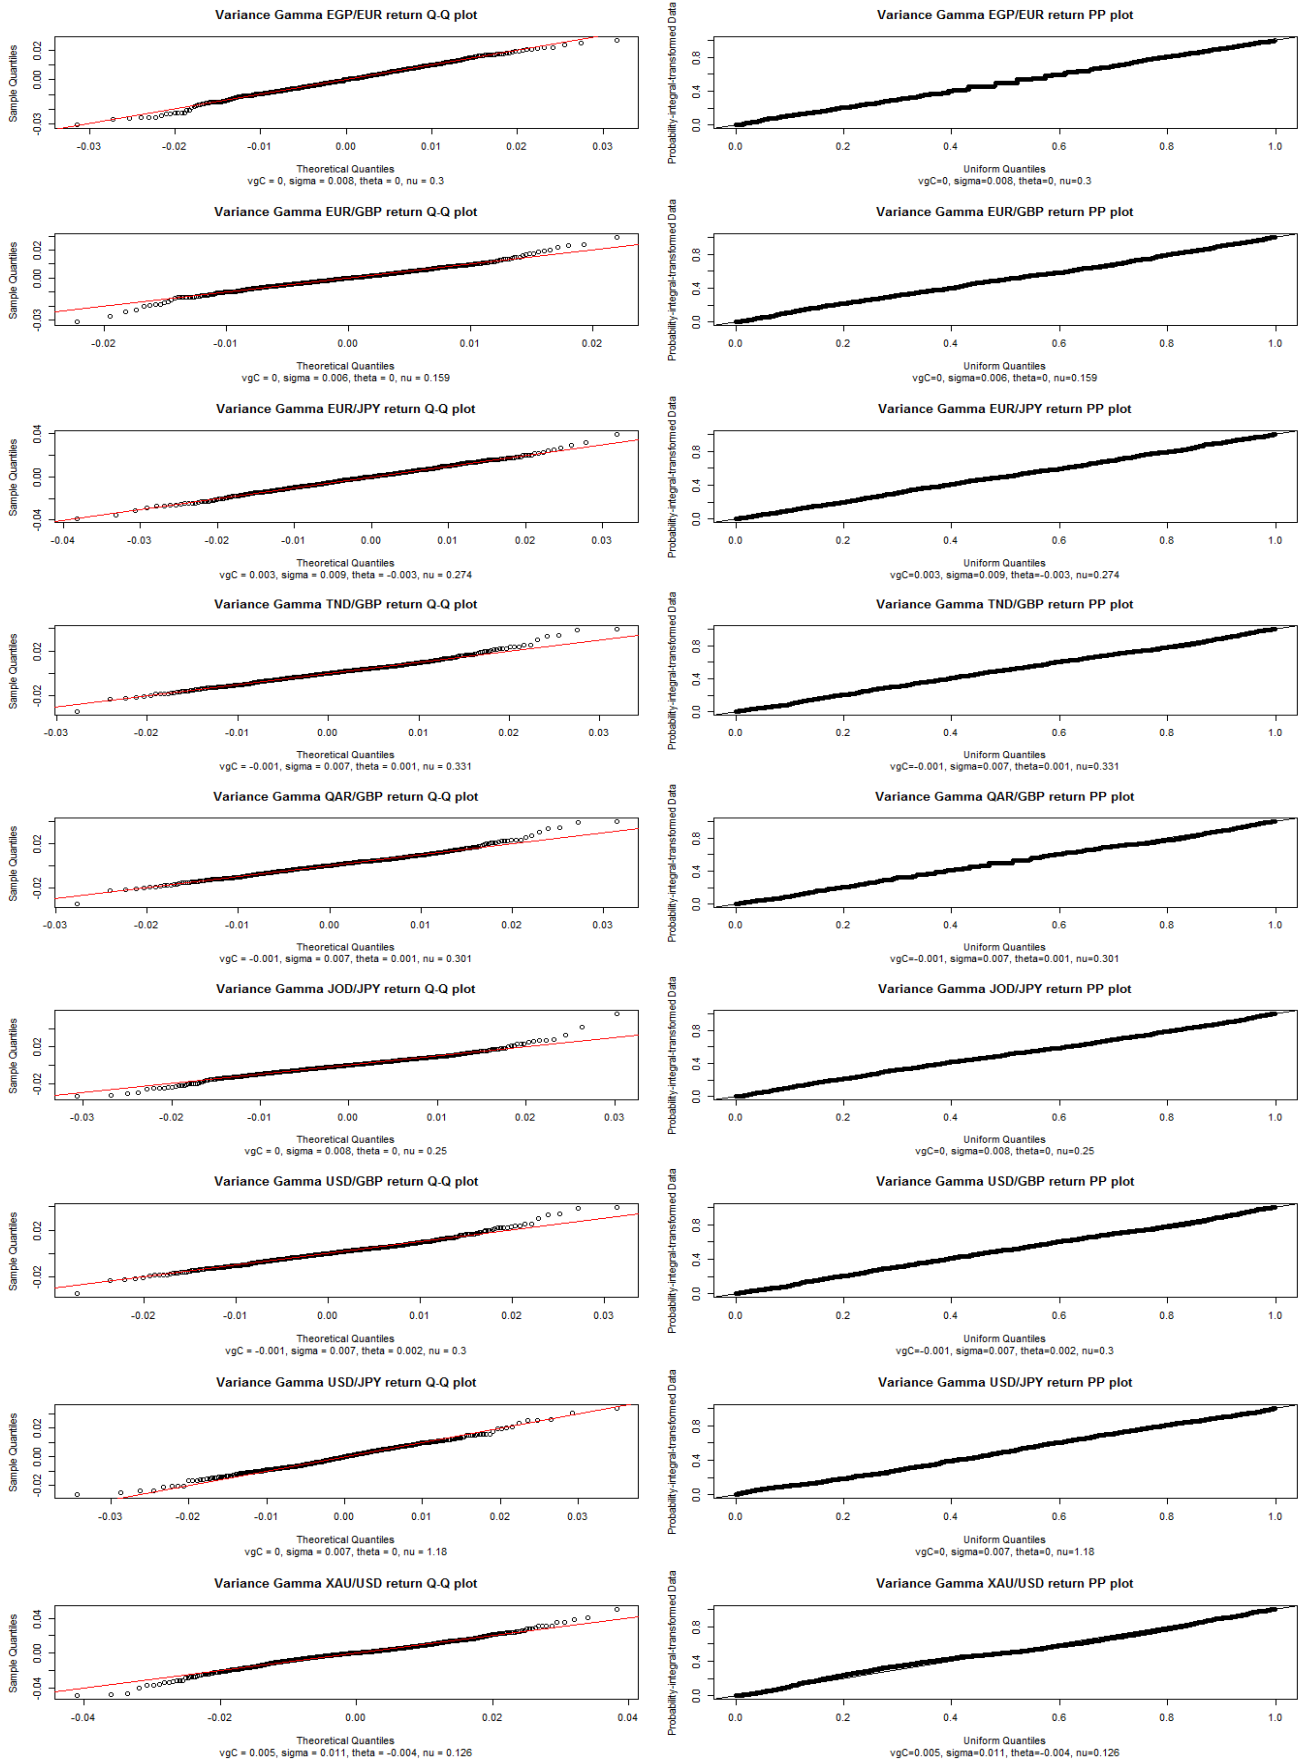 Variance Gamma EGP/EUR return Q-Q plot
Sample Quantiles
-0.03 0.00 0.02
-0.03 -0.02 -0.01 0.00 0.01 0.02 0.03
Theoretical Quantiles
vgC = 0, sigma = 0.008, theta = 0, nu = 0.3
Variance Gamma EGP/EUR return PP plot
Probability-integral-transformed Data
0.0 0.4 0.8
0.0 0.2 0.4 0.6 0.8 1.0
Uniform Quantiles
vgC=0, sigma=0.008, theta=0, nu=0.3
Variance Gamma EUR/GBP return Q-Q plot
Sample Quantiles
-0.03 0.00 0.02
-0.02 -0.01 0.00 0.01 0.02
Theoretical Quantiles
vgC = 0, sigma = 0.006, theta = 0, nu = 0.159
Variance Gamma EUR/GBP return PP plot
Probability-integral-transformed Data
0.0 0.4 0.8
0.0 0.2 0.4 0.6 0.8 1.0
Uniform Quantiles
vgC=0, sigma=0.006, theta=0, nu=0.159
Variance Gamma EUR/JPY return Q-Q plot
Sample Quantiles
-0.04 0.00 0.04
-0.04 -0.03 -0.02 -0.01 0.00 0.01 0.02 0.03
Theoretical Quantiles
vgC = 0.003, sigma = 0.009, theta = -0.003, nu = 0.274
Variance Gamma EUR/JPY return PP plot
Probability-integral-transformed Data
0.0 0.4 0.8
0.0 0.2 0.4 0.6 0.8 1.0
Uniform Quantiles
vgC=0.003, sigma=0.009, theta=-0.003, nu=0.274
Variance Gamma TND/GBP return Q-Q plot
Sample Quantiles
-0.02 0.02
-0.03 -0.02 -0.01 0.00 0.01 0.02 0.03
Theoretical Quantiles
vgC = -0.001, sigma = 0.007, theta = 0.001, nu = 0.331
Variance Gamma TND/GBP return PP plot
Probability-integral-transformed Data
0.0 0.4 0.8
0.0 0.2 0.4 0.6 0.8 1.0
Uniform Quantiles
vgC=-0.001, sigma=0.007, theta=0.001, nu=0.331
Variance Gamma QAR/GBP return Q-Q plot
Sample Quantiles
-0.02 0.02
-0.03 -0.02 -0.01 0.00 0.01 0.02 0.03
Theoretical Quantiles
vgC = -0.001, sigma = 0.007, theta = 0.001, nu = 0.301
Variance Gamma QAR/GBP return PP plot
Probability-integral-transformed Data
0.0 0.4 0.8
0.0 0.2 0.4 0.6 0.8 1.0
Uniform Quantiles
vgC=-0.001, sigma=0.007, theta=0.001, nu=0.301
Variance Gamma JOD/JPY return Q-Q plot
Sample Quantiles
-0.02 0.02
-0.03 -0.02 -0.01 0.00 0.01 0.02 0.03
Theoretical Quantiles
vgC = 0, sigma = 0.008, theta = 0, nu = 0.25
Variance Gamma JOD/JPY return PP plot
Probability-integral-transformed Data
0.0 0.4 0.8
0.0 0.2 0.4 0.6 0.8 1.0
Uniform Quantiles
vgC=0, sigma=0.008, theta=0, nu=0.25
Variance Gamma USD/GBP return Q-Q plot
Sample Quantiles
-0.02 0.02
-0.02 -0.01 0.00 0.01 0.02 0.03
Theoretical Quantiles
vgC = -0.001, sigma = 0.007, theta = 0.002, nu = 0.3
Variance Gamma USD/GBP return PP plot
Probability-integral-transformed Data
0.0 0.4 0.8
0.0 0.2 0.4 0.6 0.8 1.0
Uniform Quantiles
vgC=-0.001, sigma=0.007, theta=0.002, nu=0.3
Variance Gamma USD/JPY return Q-Q plot
Sample Quantiles
-0.02 0.00 0.02
-0.03 -0.02 -0.01 0.00 0.01 0.02 0.03
Theoretical Quantiles
vgC = 0, sigma = 0.007, theta = 0, nu = 1.18
Variance Gamma USD/JPY return PP plot
Probability-integral-transformed Data
0.0 0.4 0.8
0.0 0.2 0.4 0.6 0.8 1.0
Uniform Quantiles
vgC=0, sigma=0.007, theta=0, nu=1.18
Variance Gamma XAU/USD return Q-Q plot
Sample Quantiles
-0.04 0.00 0.04
-0.04 -0.02 0.00 0.02 0.04
Theoretical Quantiles
vgC = 0.005, sigma = 0.011, theta = -0.004, nu = 0.126
Variance Gamma XAU/USD return PP plot
Probability-integral-transformed Data
0.0 0.4 0.8
0.0 0.2 0.4 0.6 0.8 1.0
Uniform Quantiles
vgC=0.005, sigma=0.011, theta=-0.004, nu=0.126